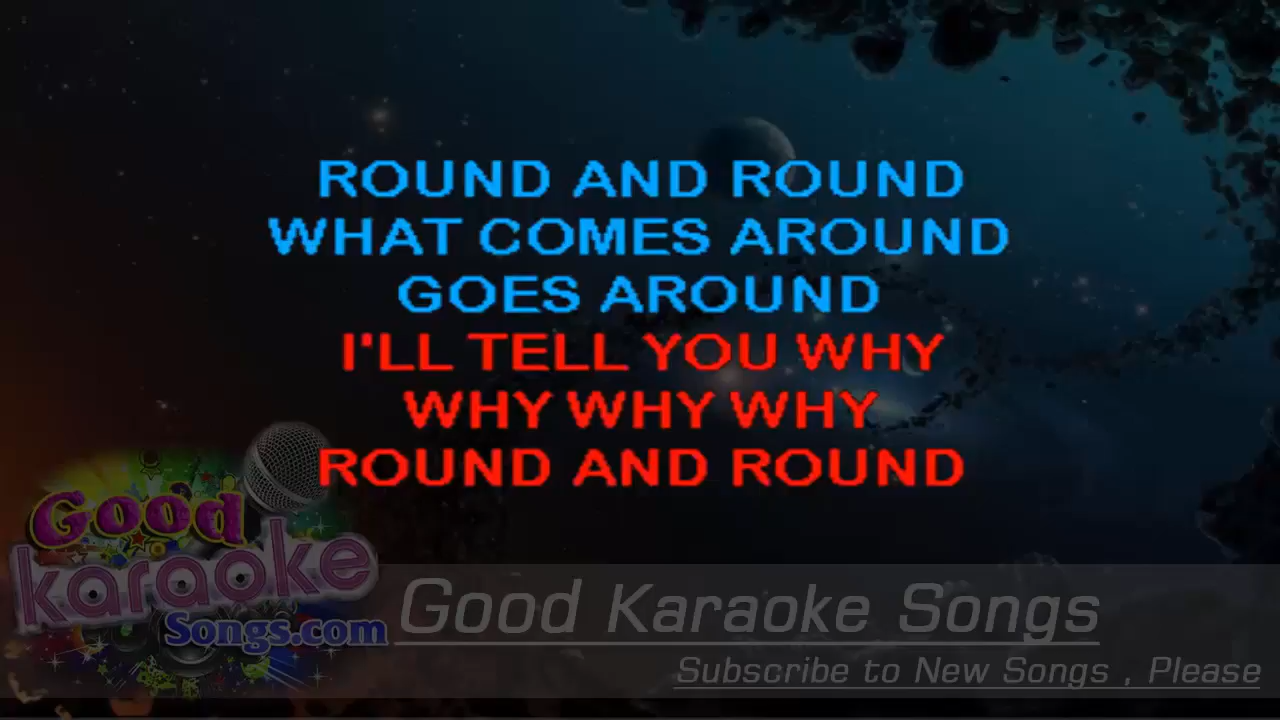 ROUND AND ROUND
WHAT COMES AROUND
GOES AROUND
I'LL TELL YOU WHY
WHY WHY WHY
ROUND AND ROUND
Good
karaoke
Songs.com
Good Karaoke Songs
Subscribe to New Songs , Please